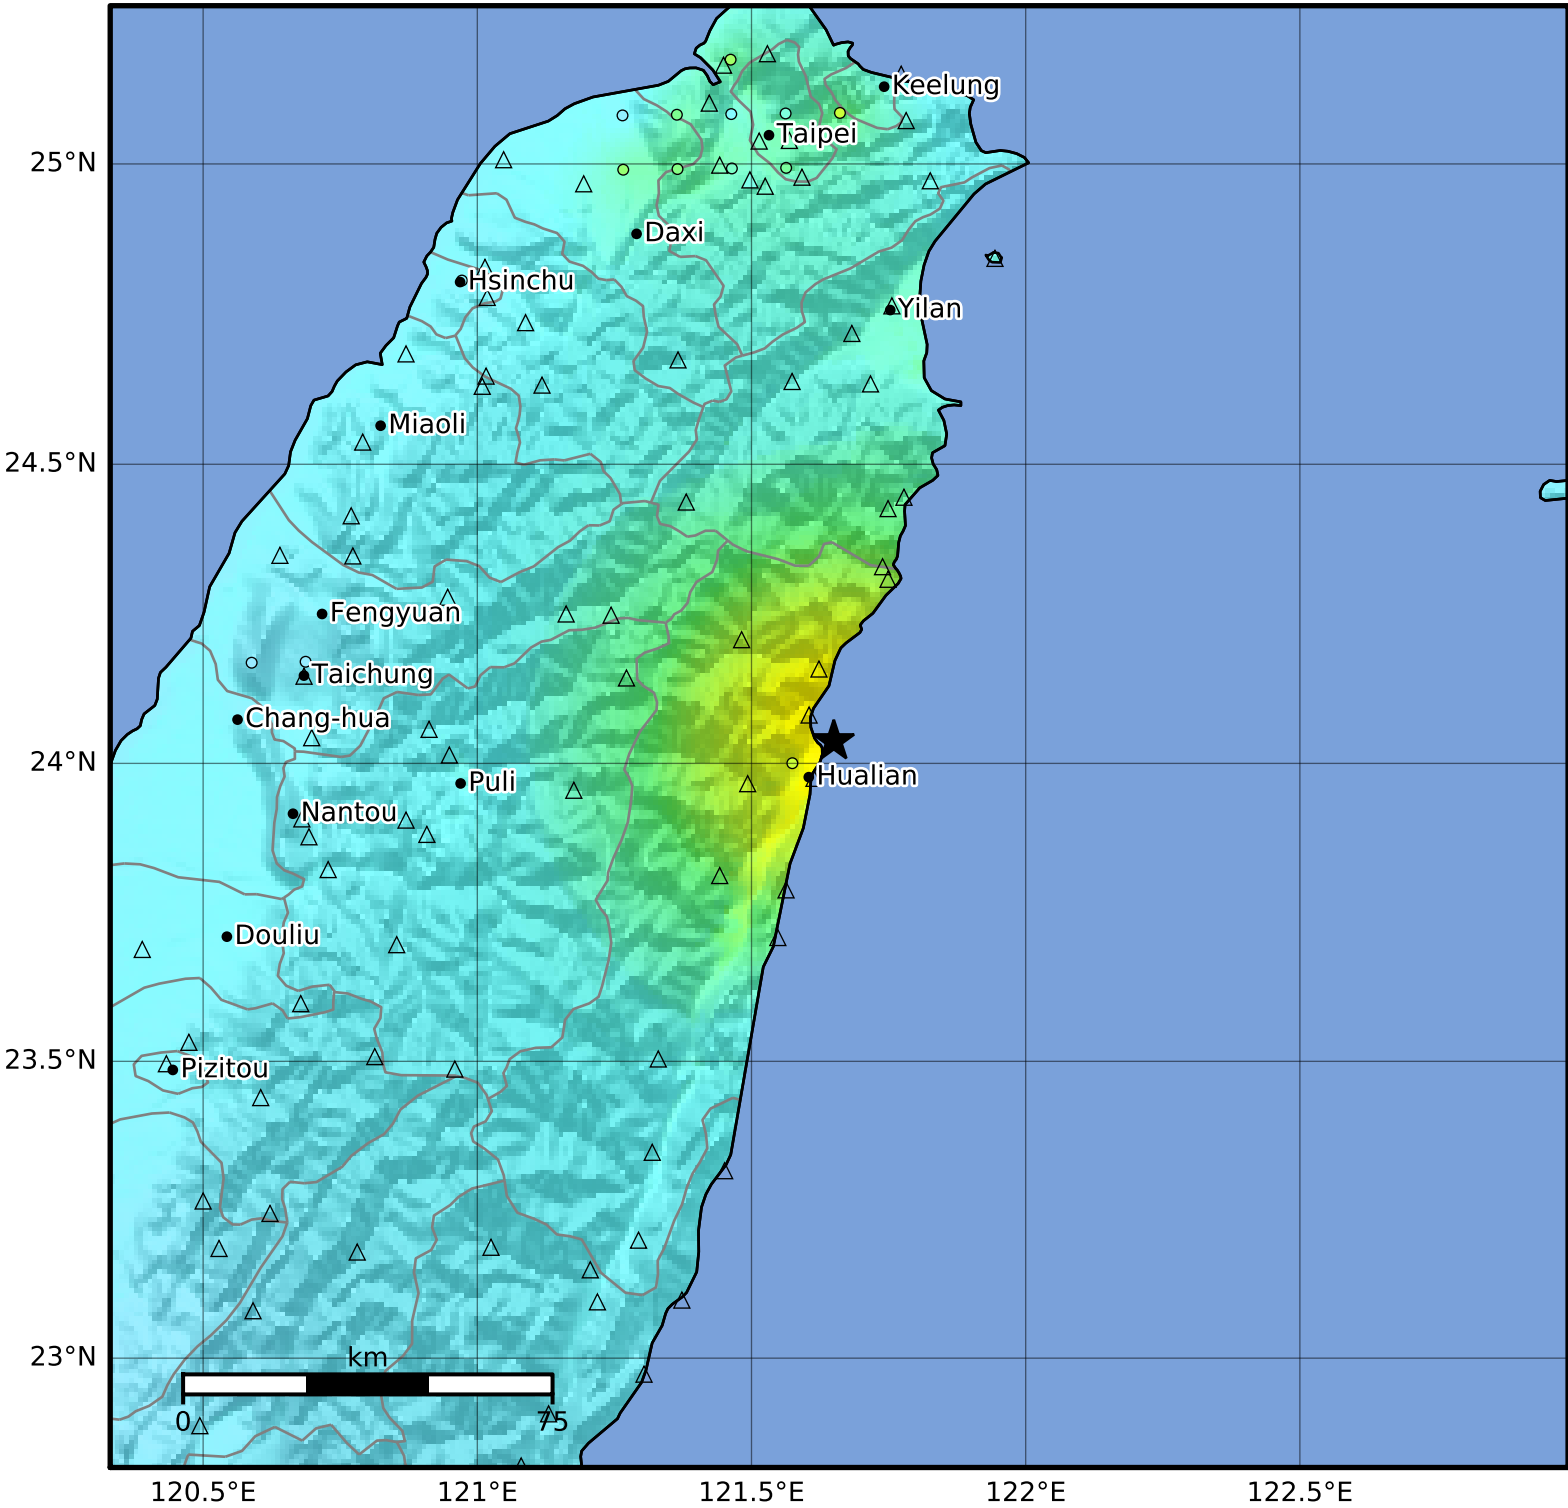 Keelung
Taipei
25°N
Daxi
Hsinchu
Yilan
Miaoli
24.5°N
Fengyuan
Taichung
Chang-hua
24°N
Hualian
Puli
Nantou
Douliu
23.5°N
Pizitou
23°N
km
0
75
120.5°E
121°E
121.5°E
122°E
122.5°E